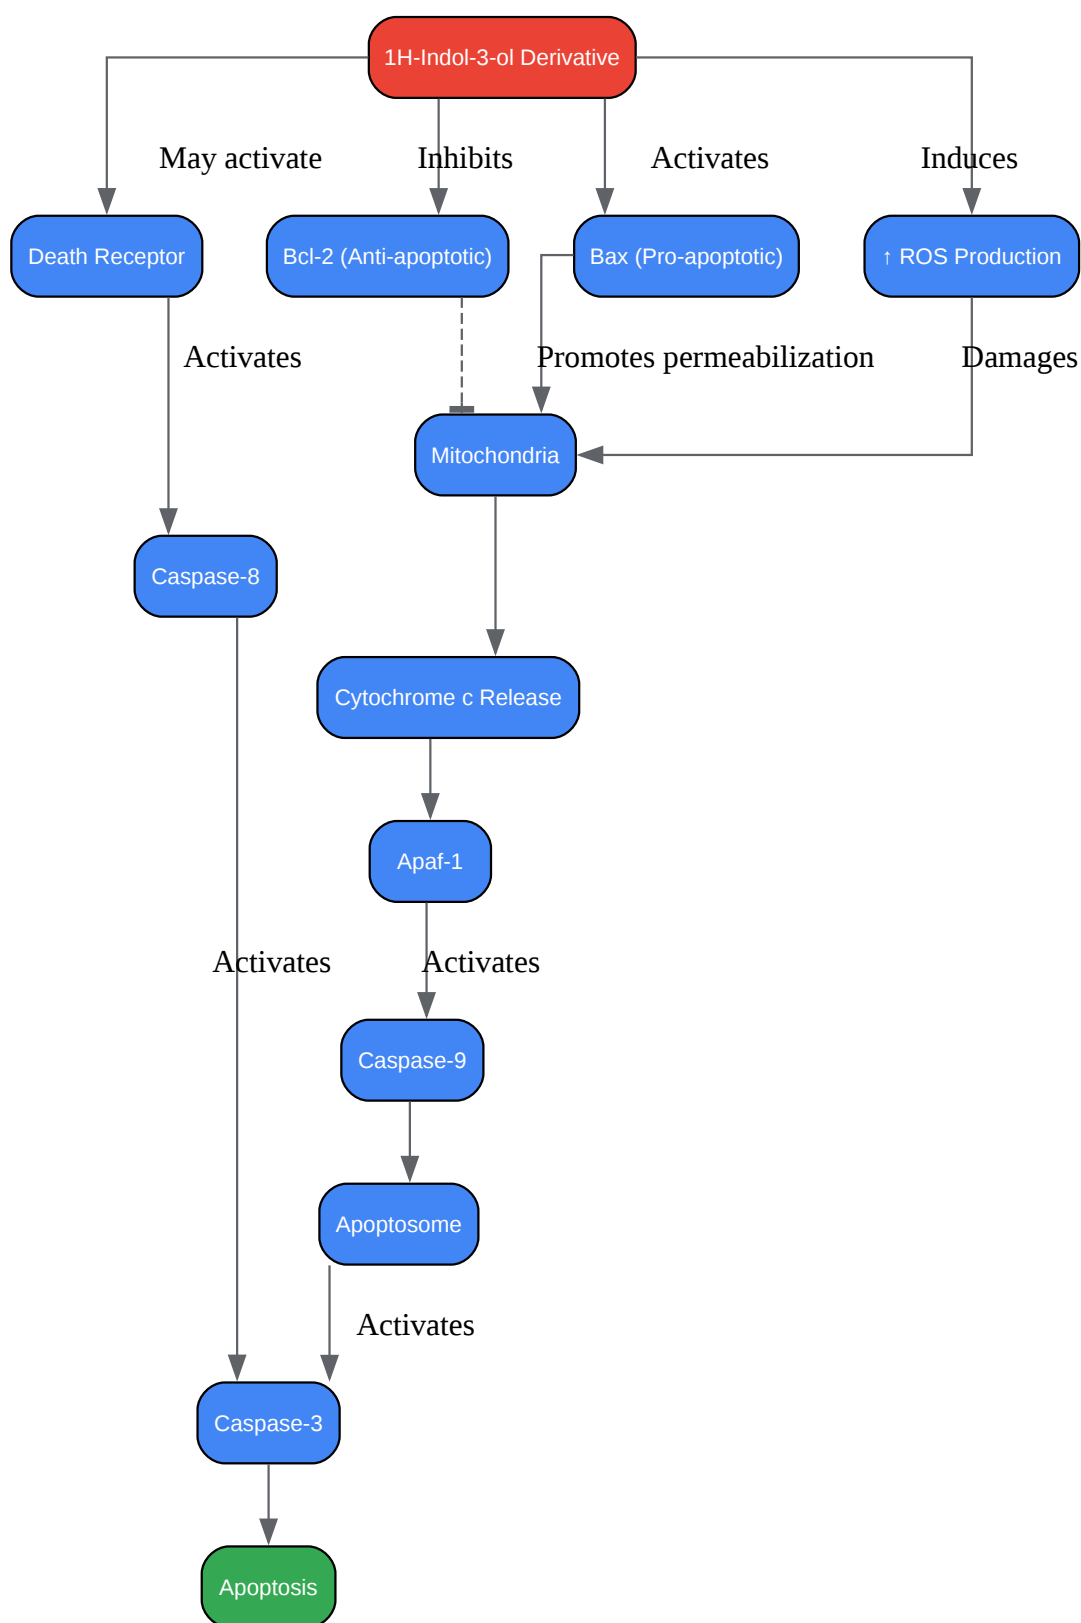 1H-Indol-3-ol Derivative
May activate
Inhibits
Activates
Induces
Death Receptor
Bcl-2 (Anti-apoptotic)
Bax (Pro-apoptotic)
↑ ROS Production
Activates
Promotes permeabilization
Damages
Mitochondria
Caspase-8
Cytochrome c Release
Apaf-1
Activates
Activates
Caspase-9
Apoptosome
Activates
Caspase-3
Apoptosis